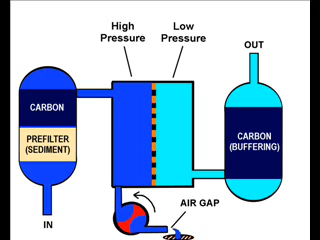 High
Pressure
Low
Pressure
OUT
CARBON
PREFILTER
(SEDIMENT)
CARBON
(BUFFERING)
IN
AIR GAP